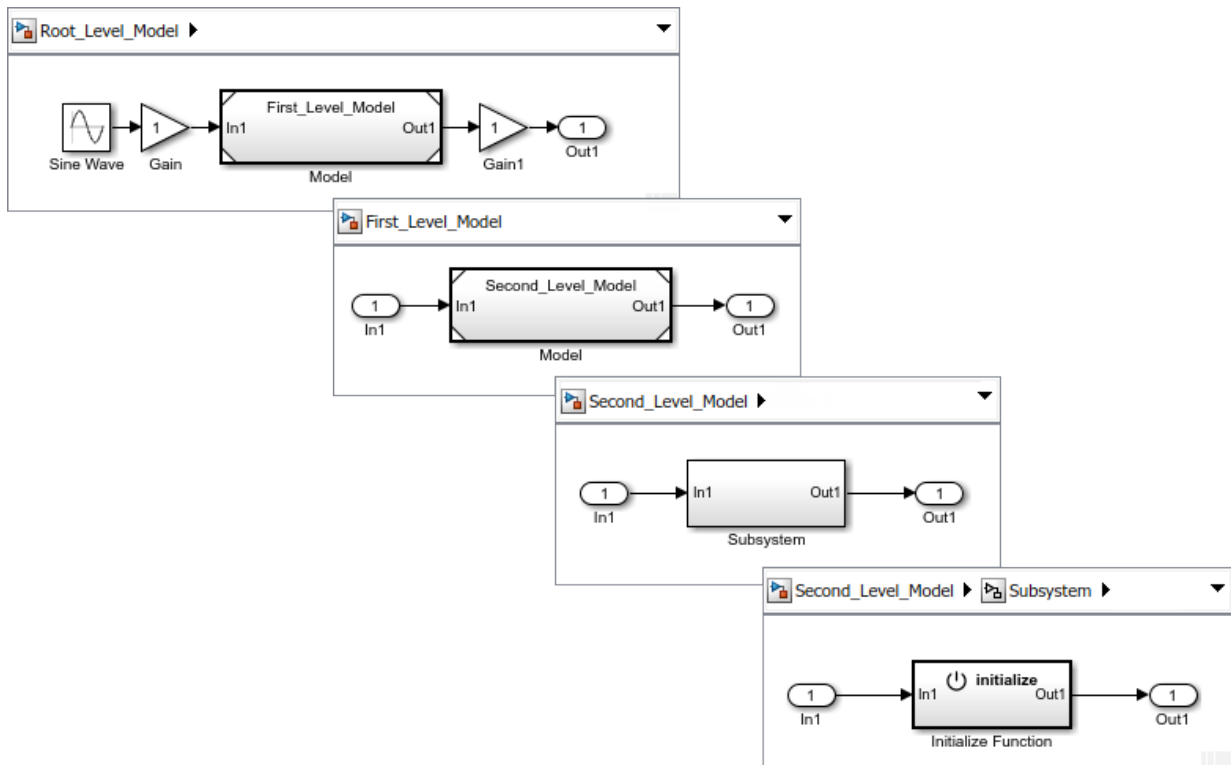 Root_Level_Model
First_Level_Model
1
In1
Out1
1
1
Sine Wave
Gain
Model
Gain1
Out1
First_Level_Model
Second_Level_Model
1
In1
Out1
1
In1
Model
Out1
Second_Level_Model
1
In1
Out1
1
In1
Subsystem
Out1
Second_Level_Model Subsystem
initialize
1
In1
Out1
1
In1
Initialize Function
Out1